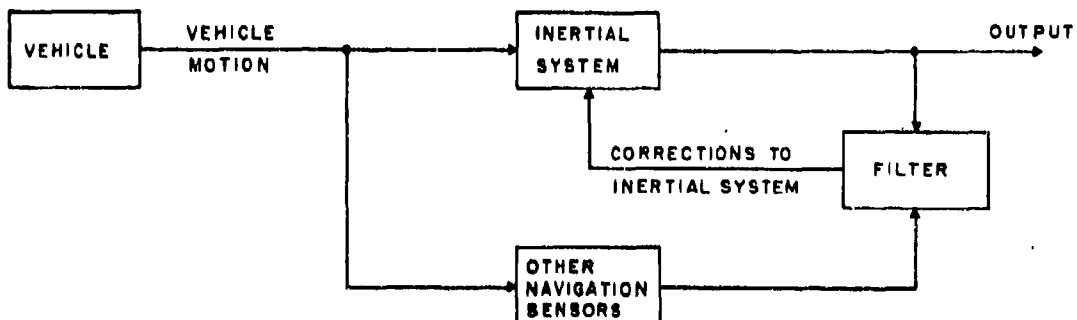 VEHICLE
VEHICLE
MOTION
INERTIAL
SYSTEM
OUTPUT
CORRECTIONS TO
INERTIAL SYSTEM
FILTER
OTHER
NAVIGATION
SENSORS